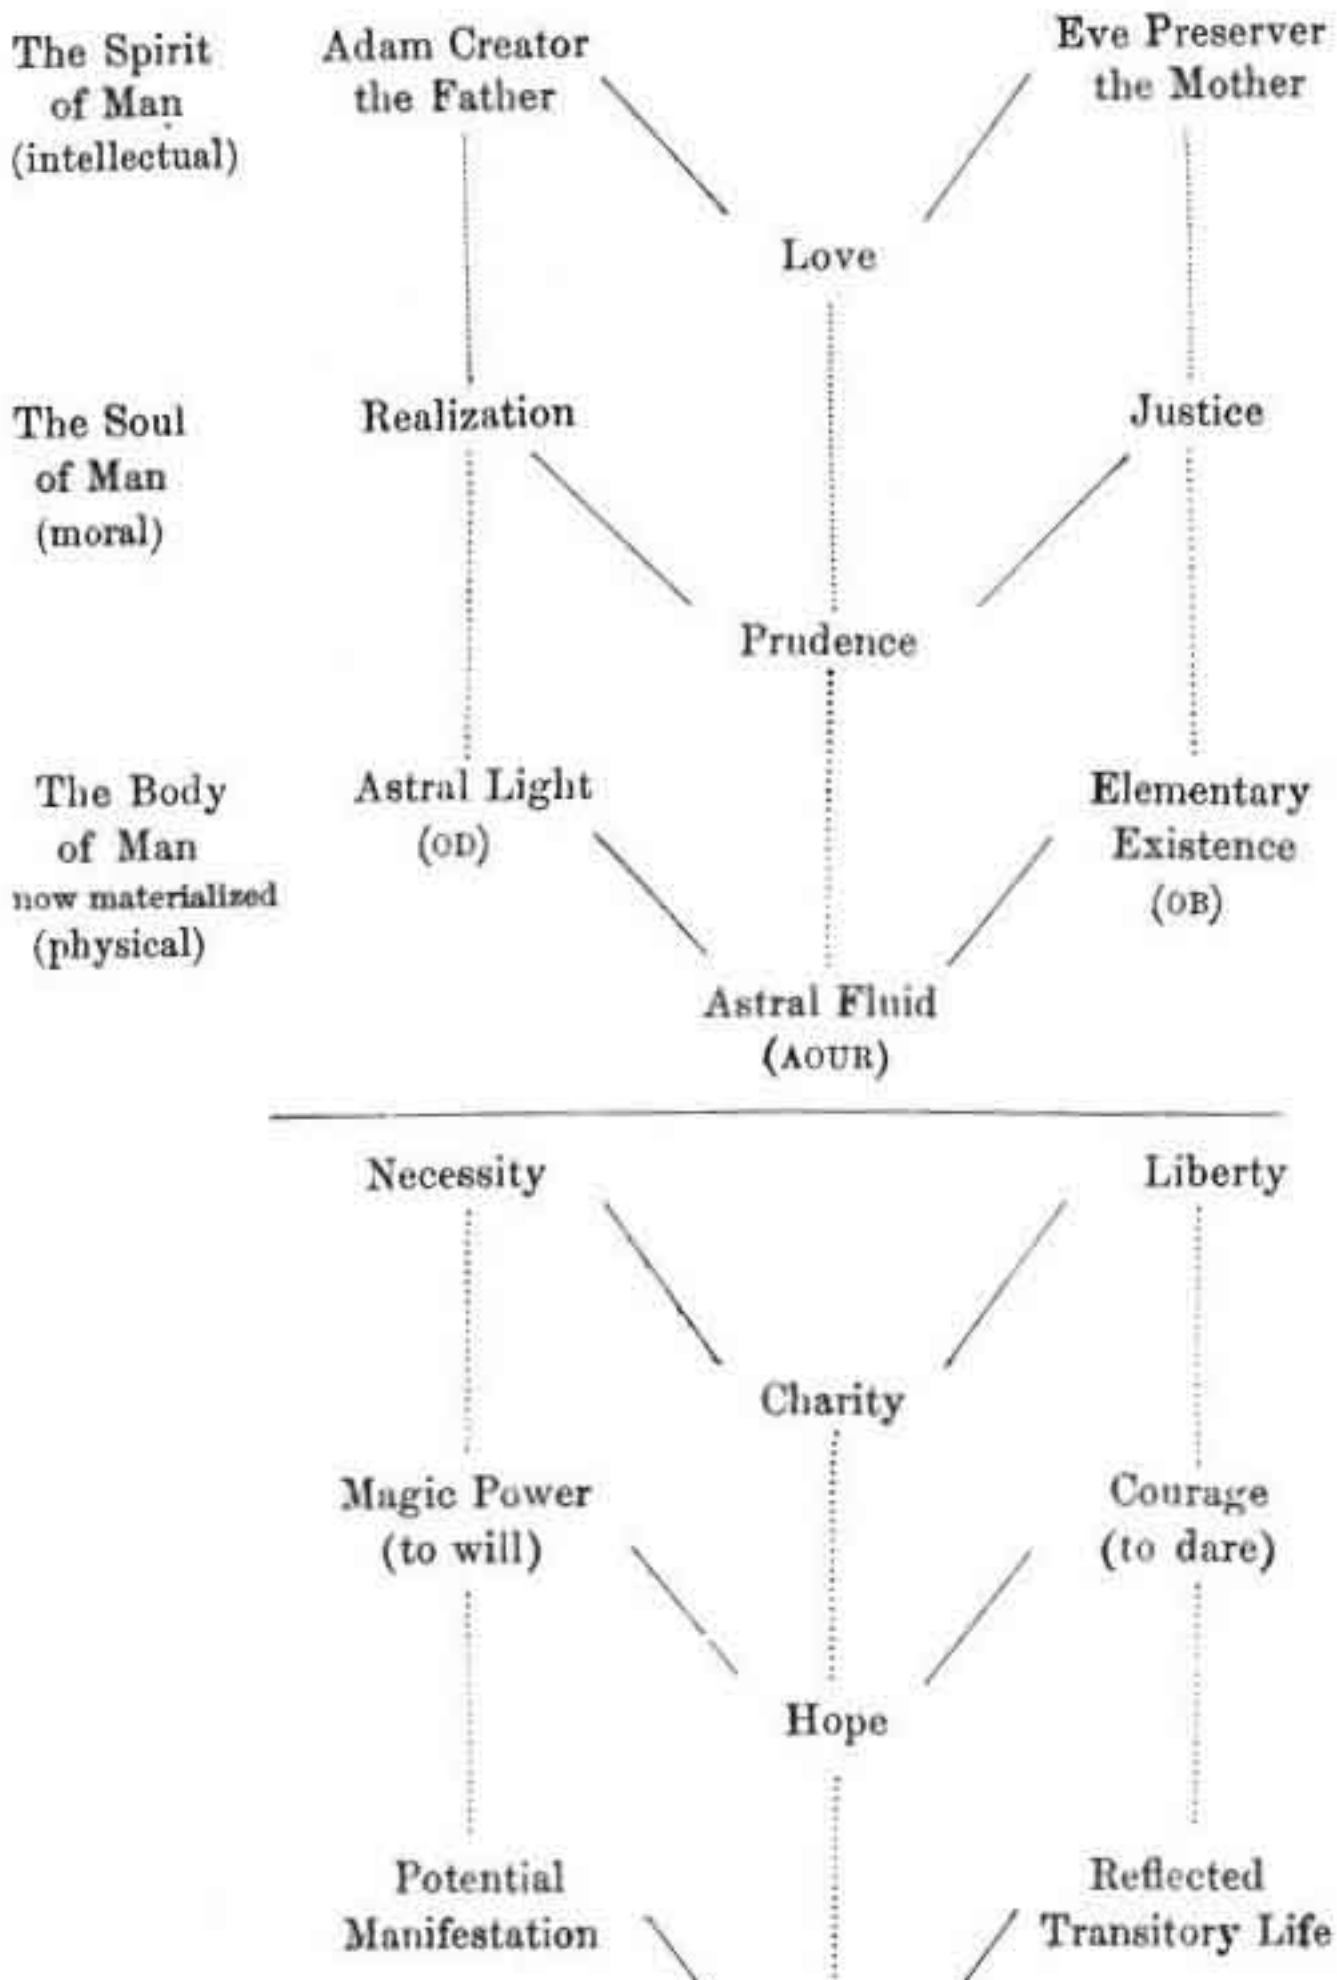 The Spirit
of Man
(intellectual)
Adam Creator
the Father
Eve Preserver
the Mother
Love
The Soul
of Man
(moral)
Realization
Justice
Prudence
The Body
of Man
now materialized
(physical)
Astral Light
(OD)
Elementary
Existence
(OB)
Astral Fluid
(AOUR)
Necessity
Liberty
Charity
Magic Power
(to will)
Courage
(to dare)
Hope
Potential
Manifestation
Reflected
Transitory Life